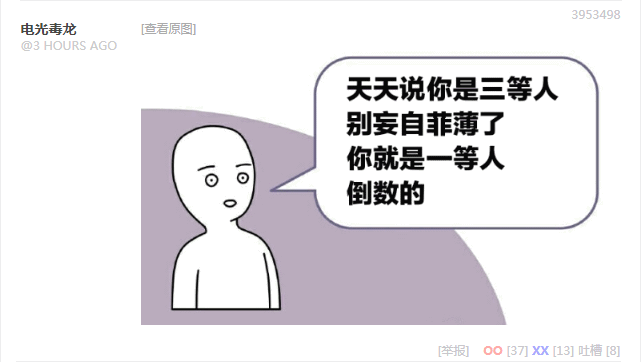 3953498
电光毒龙 [查看原图]
@3 HOURS AGO
天天说你是三等人
别妄自菲薄了
你就是一等人
倒数的
[举报] OO [37] XX [13] 吐槽 [8]